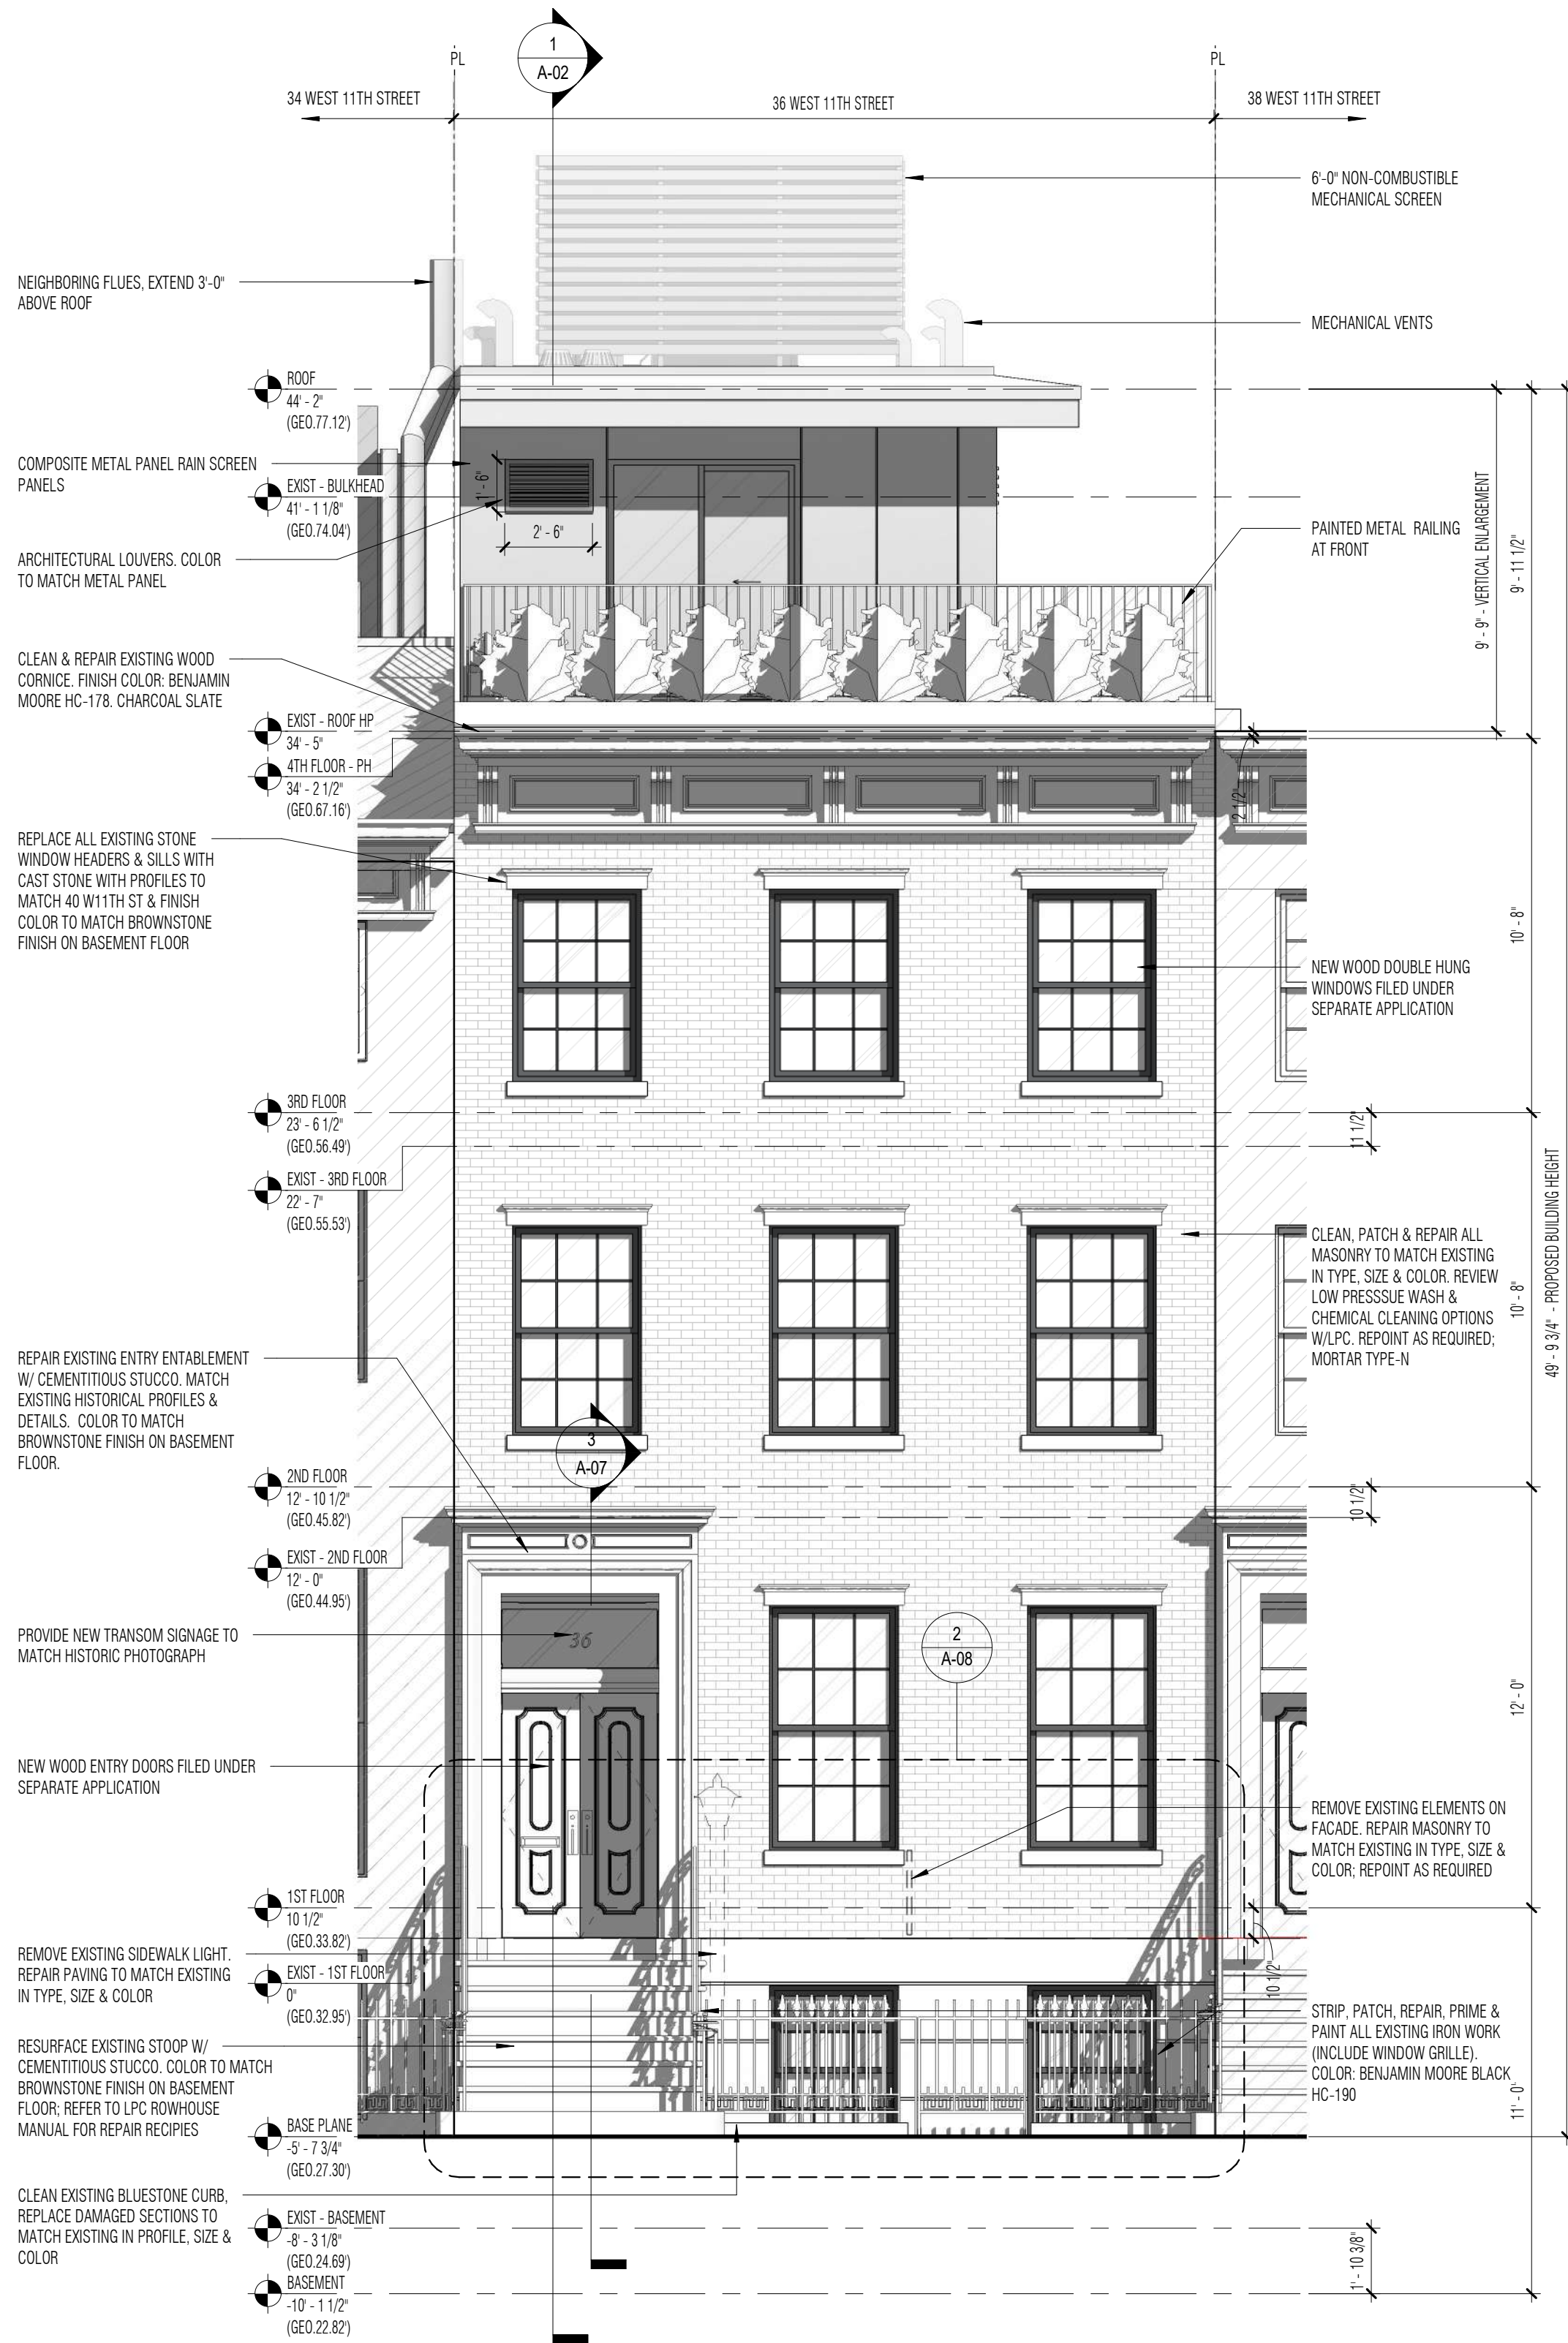 1
A-02
PL
PL
34 WEST 11TH STREET
36 WEST 11TH STREET
38 WEST 11TH STREET
6'-0" NON-COMBUSTIBLE
MECHANICAL SCREEN
NEIGHBORING FLUES, EXTEND 3'-0"
ABOVE ROOF
MECHANICAL VENTS
ROOF
44' - 2"
(GEO.77.12')
COMPOSITE METAL PANEL RAIN SCREEN
PANELS
EXIST - BULKHEAD
41' - 1 1/8"
(GEO.74.04')
1' - 6"
2' - 6"
ARCHITECTURAL LOUVERS. COLOR
TO MATCH METAL PANEL
PAINTED METAL RAILING
AT FRONT
9' - 9" - VERTICAL ENLARGEMENT
9' - 11 1/2"
CLEAN & REPAIR EXISTING WOOD
CORNICE. FINISH COLOR: BENJAMIN
MOORE HC-178. CHARCOAL SLATE
EXIST - ROOF HP
34' - 5"
4TH FLOOR - PH
34' - 2 1/2"
(GEO.67.16')
2 1/2"
REPLACE ALL EXISTING STONE
WINDOW HEADERS & SILLS WITH
CAST STONE WITH PROFILES TO
MATCH 40 W11TH ST & FINISH
COLOR TO MATCH BROWNSTONE
FINISH ON BASEMENT FLOOR
10' - 8"
NEW WOOD DOUBLE HUNG
WINDOWS FILED UNDER
SEPARATE APPLICATION
3RD FLOOR
23' - 6 1/2"
(GEO.56.49')
11 1/2"
EXIST - 3RD FLOOR
22' - 7"
(GEO.55.53')
CLEAN, PATCH & REPAIR ALL
MASONRY TO MATCH EXISTING
IN TYPE, SIZE & COLOR. REVIEW
LOW PRESSSUE WASH &
CHEMICAL CLEANING OPTIONS
W/LPC. REPOINT AS REQUIRED;
MORTAR TYPE-N
10' - 8"
49' - 9 3/4" - PROPOSED BUILDING HEIGHT
REPAIR EXISTING ENTRY ENTABLEMENT
W/ CEMENTITIOUS STUCCO. MATCH
EXISTING HISTORICAL PROFILES &
DETAILS. COLOR TO MATCH
BROWNSTONE FINISH ON BASEMENT
FLOOR.
3
A-07
2ND FLOOR
12' - 10 1/2"
(GEO.45.82')
10 1/2"
EXIST - 2ND FLOOR
12' - 0"
(GEO.44.95')
PROVIDE NEW TRANSOM SIGNAGE TO
MATCH HISTORIC PHOTOGRAPH
36
2
A-08
12' - 0"
NEW WOOD ENTRY DOORS FILED UNDER
SEPARATE APPLICATION
REMOVE EXISTING ELEMENTS ON
FACADE. REPAIR MASONRY TO
MATCH EXISTING IN TYPE, SIZE &
COLOR; REPOINT AS REQUIRED
1ST FLOOR
10 1/2"
(GEO.33.82')
REMOVE EXISTING SIDEWALK LIGHT.
REPAIR PAVING TO MATCH EXISTING
IN TYPE, SIZE & COLOR
EXIST - 1ST FLOOR
0"
(GEO.32.95')
10 1/2"
STRIP, PATCH, REPAIR, PRIME &
PAINT ALL EXISTING IRON WORK
(INCLUDE WINDOW GRILLE).
COLOR: BENJAMIN MOORE BLACK
HC-190
11' - 0"
RESURFACE EXISTING STOOP W/
CEMENTITIOUS STUCCO. COLOR TO MATCH
BROWNSTONE FINISH ON BASEMENT
FLOOR; REFER TO LPC ROWHOUSE
MANUAL FOR REPAIR RECIPIES
BASE PLANE
-5' - 7 3/4"
(GEO.27.30')
CLEAN EXISTING BLUESTONE CURB,
REPLACE DAMAGED SECTIONS TO
MATCH EXISTING IN PROFILE, SIZE &
COLOR
EXIST - BASEMENT
-8' - 3 1/8"
(GEO.24.69')
1' - 10 3/8"
BASEMENT
-10' - 1 1/2"
(GEO.22.82')